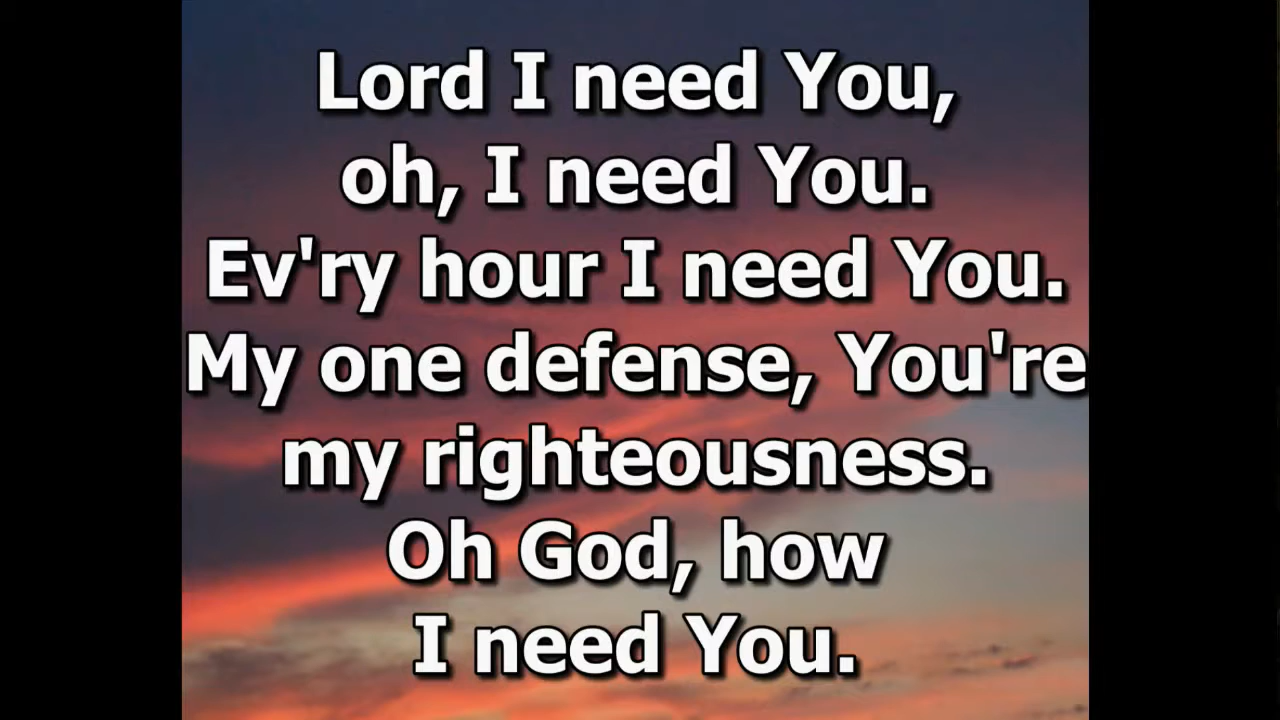 Lord I need You,
oh, I need You.
Ev'ry hour I need You.
My one defense, You're
my righteousness.
Oh God, how
I need You.